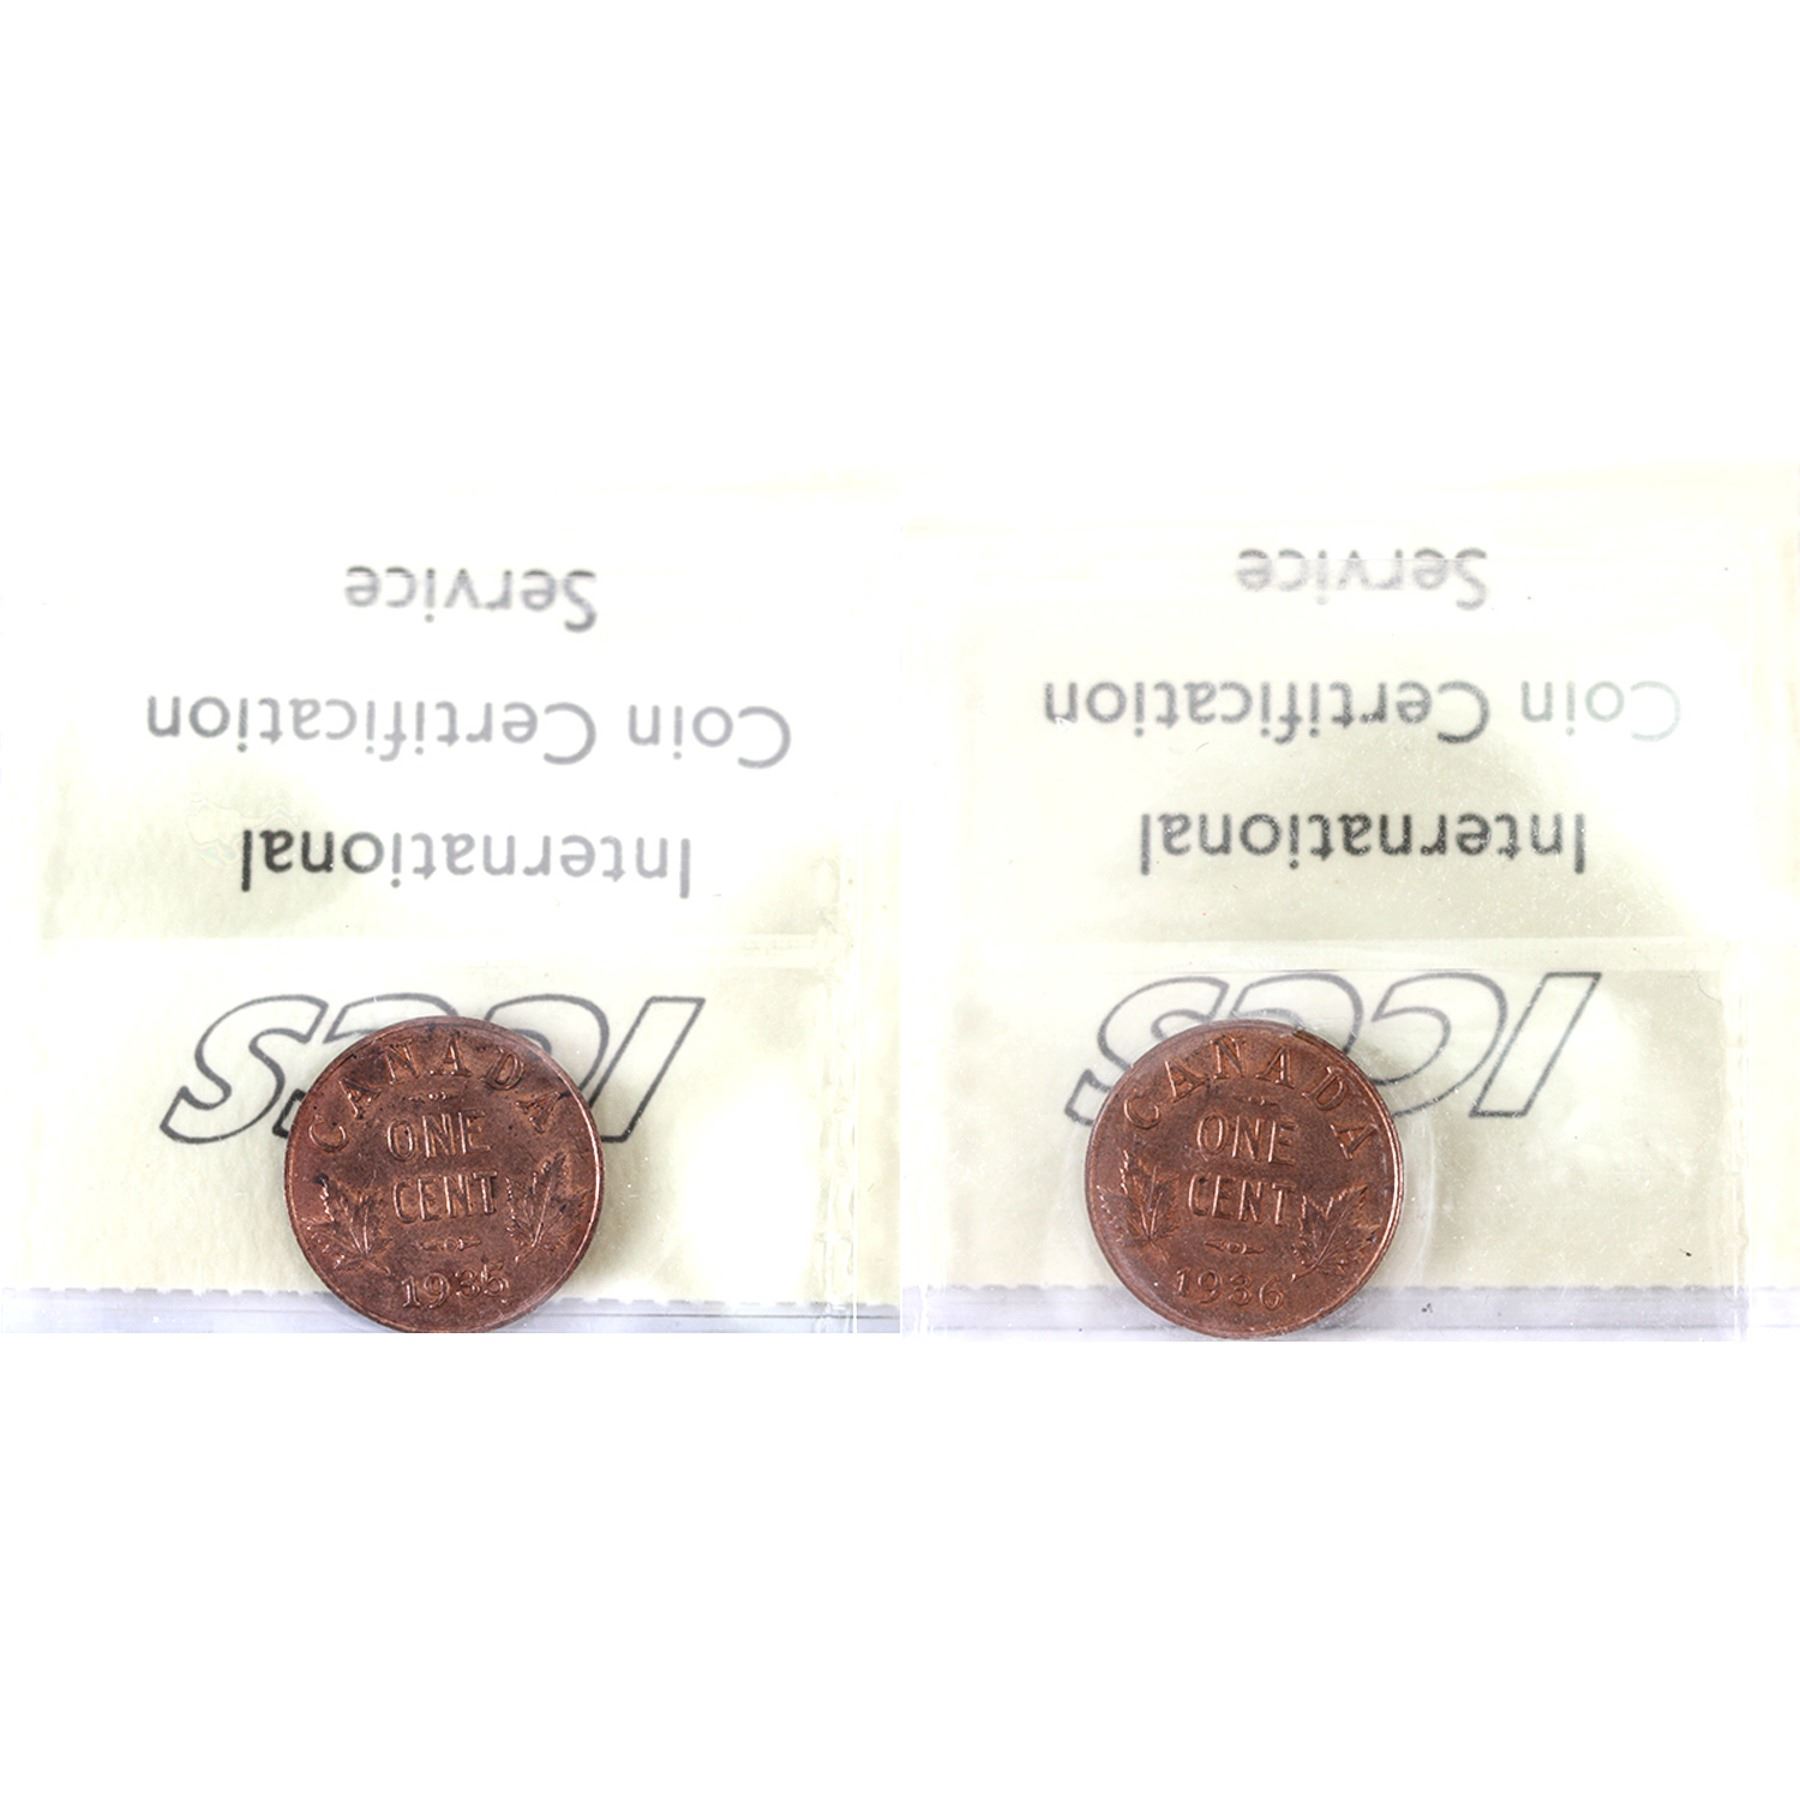 Service
Coin Certification
International
ICCS
CANADA
ONE
CENT
1935
Service
Coin Certification
International
ICCS
CANADA
ONE
CENT
1936